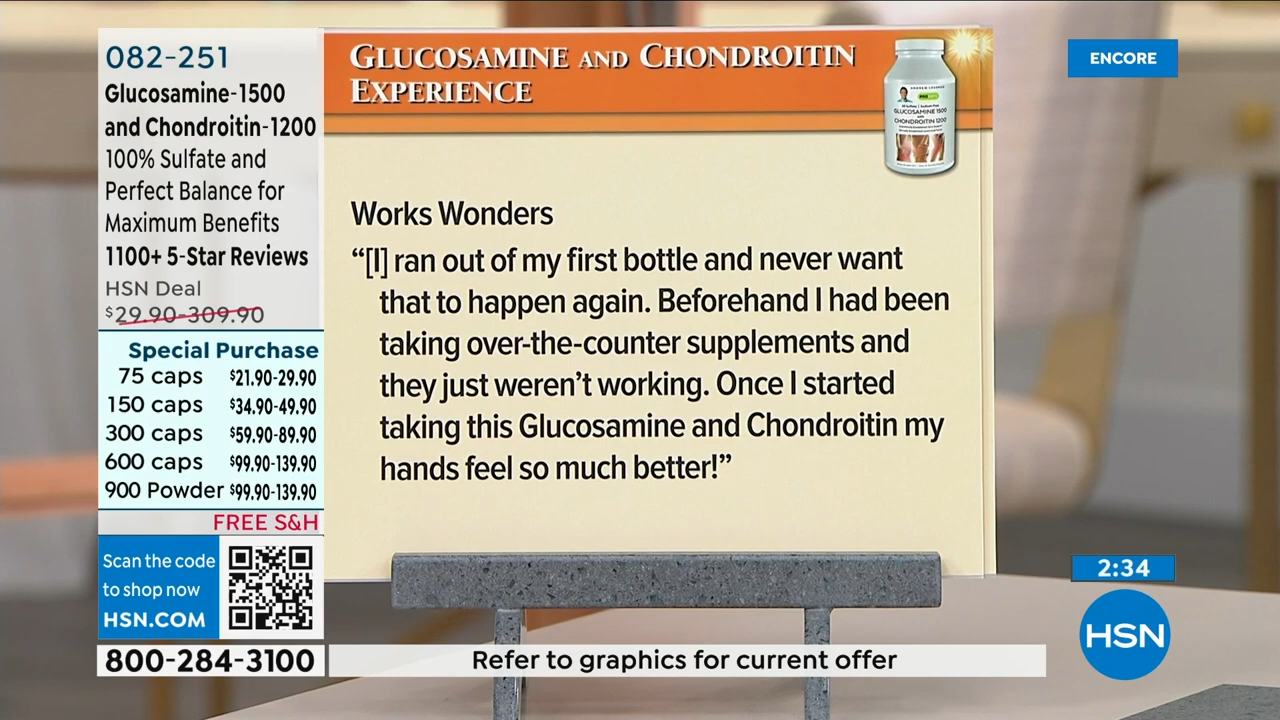 082-251
Glucosamine-1500
and Chondroitin-1200
100% Sulfate and
Perfect Balance for
Maximum Benefits
1100+ 5-Star Reviews
HSN Deal
$29.90-309.90
Special Purchase
75 caps $21.90-29.90
150 caps $34.90-49.90
300 caps $59.90-89.90
600 caps $99.90-139.90
900 Powder $99.90-139.90
FREE S&H
Scan the code
to shop now
HSN.COM
800-284-3100
GLUCOSAMINE AND CHONDROITIN
EXPERIENCE
ANDREW LESSMAN
GLUCOSAMINE 1500
CHONDROITIN 1200
Works Wonders
“[I] ran out of my first bottle and never want
that to happen again. Beforehand I had been
taking over-the-counter supplements and
they just weren’t working. Once I started
taking this Glucosamine and Chondroitin my
hands feel so much better!”
ENCORE
2:34
HSN
Refer to graphics for current offer